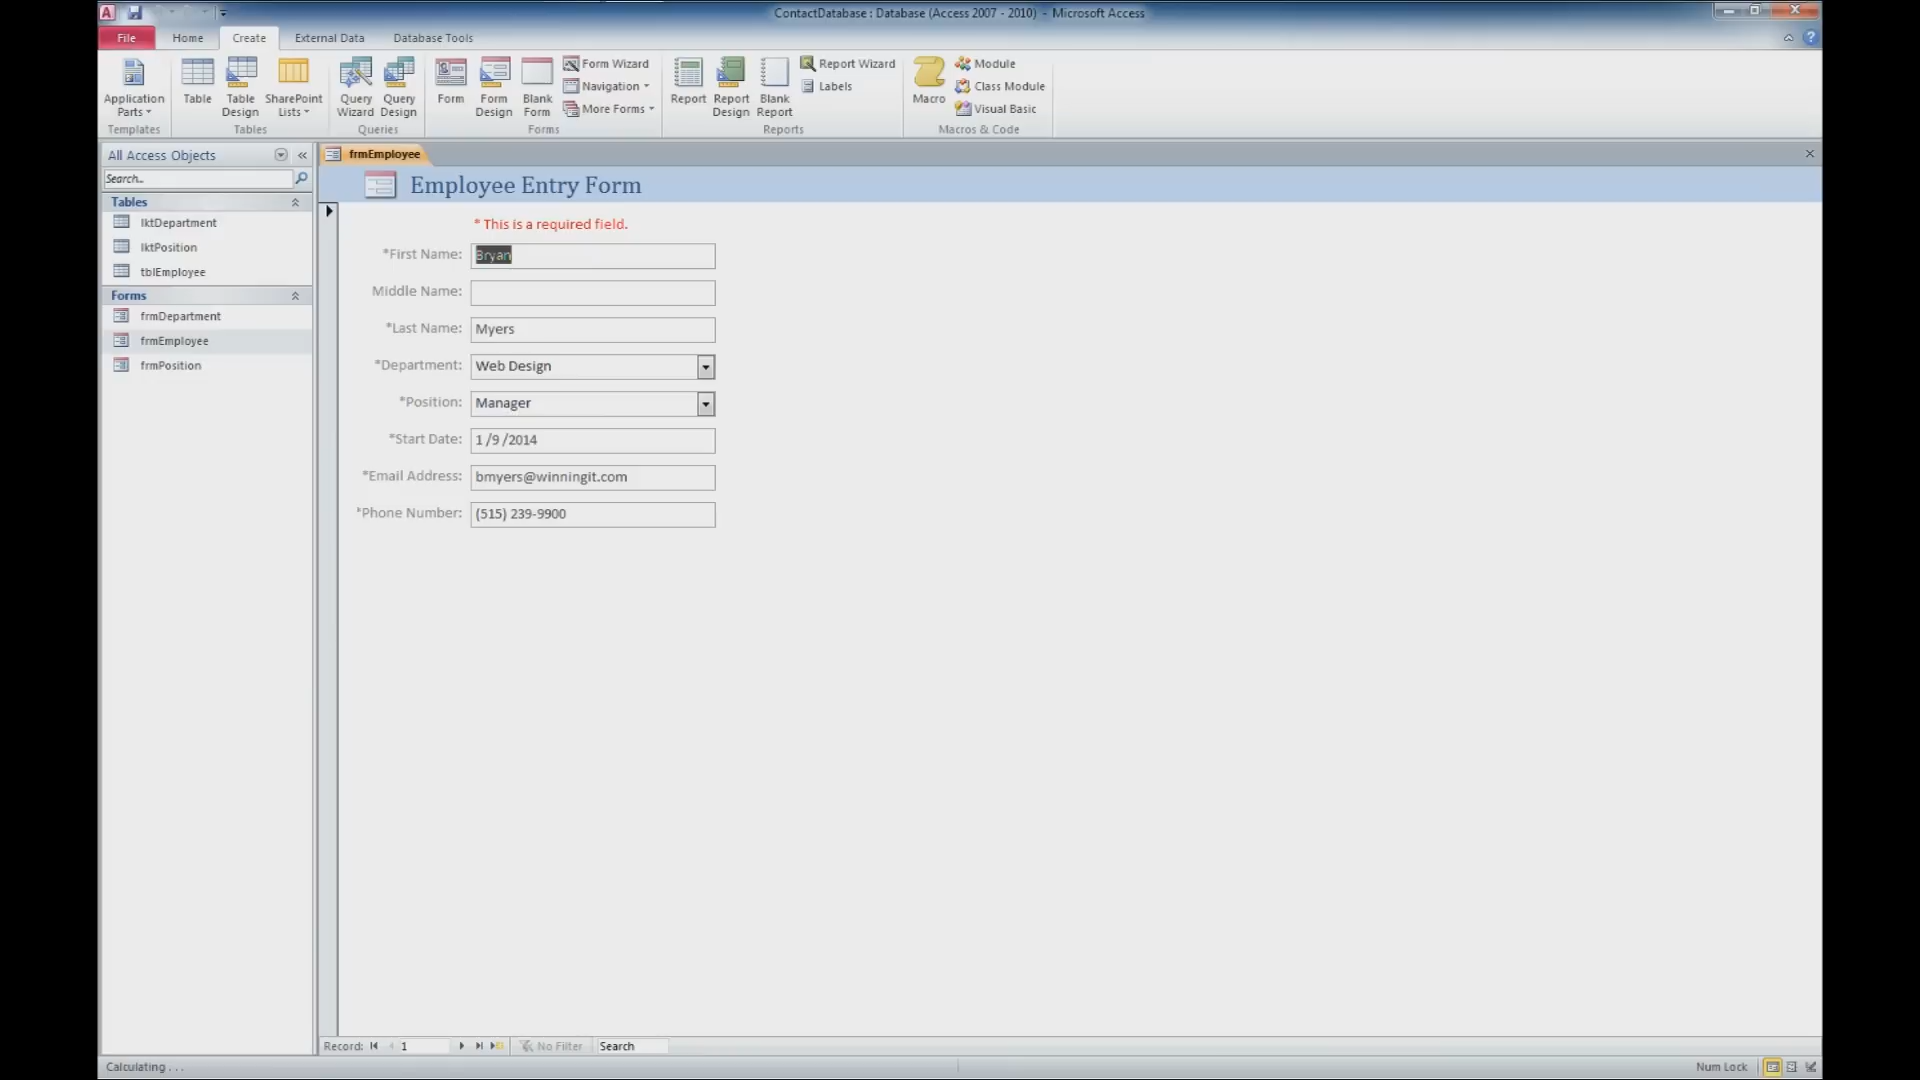 ContactDatabase : Database (Access 2007 - 2010) - Microsoft Access
File Home Create External Data Database Tools
Application Parts
Table
Table Design
SharePoint Lists
Query Wizard
Query Design
Form
Form Design
Blank Form
Form Wizard
Navigation
More Forms
Report
Report Design
Blank Report
Report Wizard
Labels
Macro
Module
Class Module
Visual Basic
Templates Tables Queries Forms Reports Macros & Code
All Access Objects
Search...
Tables
lktDepartment
lktPosition
tblEmployee
Forms
frmDepartment
frmEmployee
frmPosition
frmEmployee
Employee Entry Form
* This is a required field.
*First Name: Bryan
Middle Name:
*Last Name: Myers
*Department: Web Design
*Position: Manager
*Start Date: 1 /9 /2014
*Email Address: bmyers@winningit.com
*Phone Number: (515) 239-9900
Record: 1 No Filter Search
Calculating . . . Num Lock